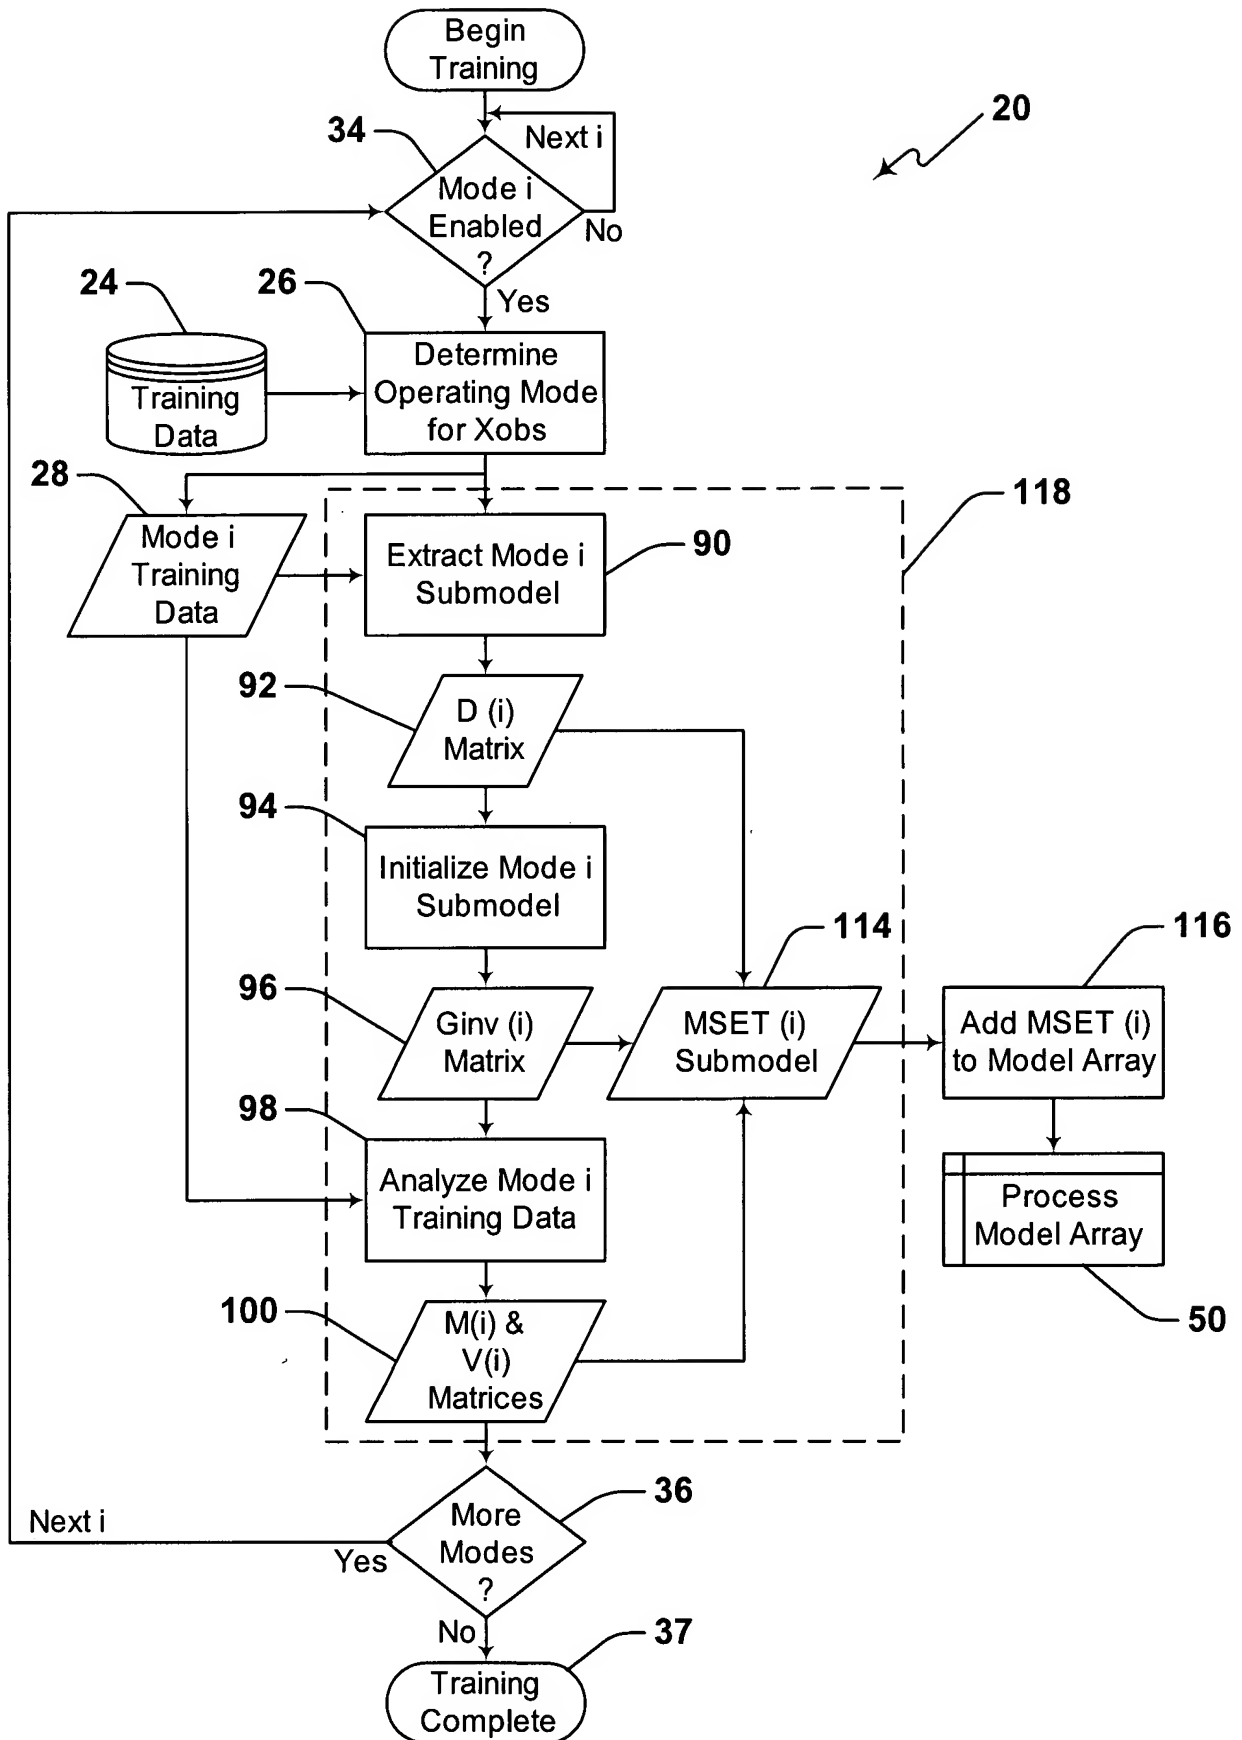 Begin
Training
20
34
Next i
Mode i
Enabled
?
No
Yes
24
26
Training
Data
Determine
Operating Mode
for Xobs
28
118
Mode i
Training
Data
Extract Mode i
Submodel
90
92
D (i)
Matrix
94
Initialize Mode i
Submodel
114
116
96
Ginv (i)
Matrix
MSET (i)
Submodel
Add MSET (i)
to Model Array
98
Analyze Mode i
Training Data
Process
Model Array
50
100
M(i) &
V(i)
Matrices
36
Next i
More
Modes
?
Yes
No
37
Training
Complete